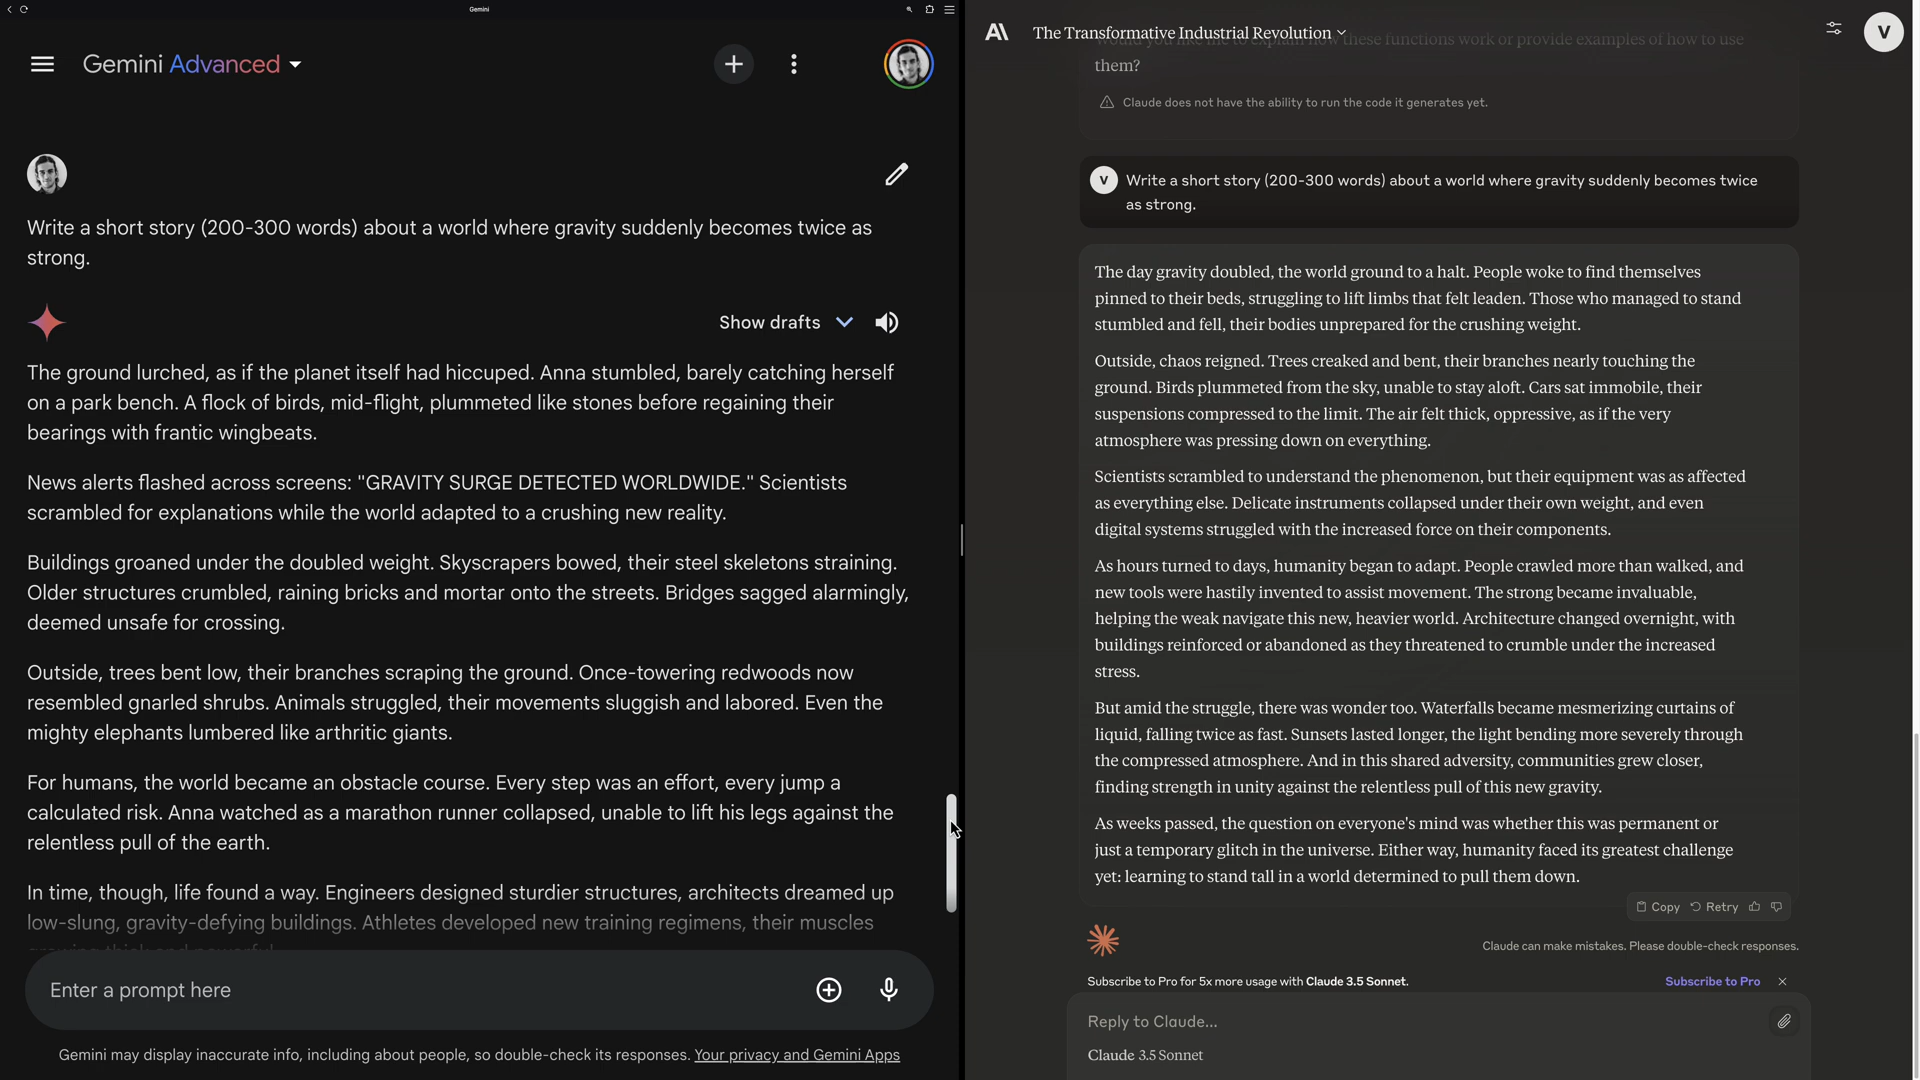 Gemini
Gemini Advanced
Write a short story (200-300 words) about a world where gravity suddenly becomes twice as
strong.
Show drafts
The ground lurched, as if the planet itself had hiccuped. Anna stumbled, barely catching herself
on a park bench. A flock of birds, mid-flight, plummeted like stones before regaining their
bearings with frantic wingbeats.
News alerts flashed across screens: "GRAVITY SURGE DETECTED WORLDWIDE." Scientists
scrambled for explanations while the world adapted to a crushing new reality.
Buildings groaned under the doubled weight. Skyscrapers bowed, their steel skeletons straining.
Older structures crumbled, raining bricks and mortar onto the streets. Bridges sagged alarmingly,
deemed unsafe for crossing.
Outside, trees bent low, their branches scraping the ground. Once-towering redwoods now
resembled gnarled shrubs. Animals struggled, their movements sluggish and labored. Even the
mighty elephants lumbered like arthritic giants.
For humans, the world became an obstacle course. Every step was an effort, every jump a
calculated risk. Anna watched as a marathon runner collapsed, unable to lift his legs against the
relentless pull of the earth.
In time, though, life found a way. Engineers designed sturdier structures, architects dreamed up
low-slung, gravity-defying buildings. Athletes developed new training regimens, their muscles
growing thick and powerful.
Enter a prompt here
Gemini may display inaccurate info, including about people, so double-check its responses. Your privacy and Gemini Apps
The Transformative Industrial Revolution
V
Would you like me to explain how these functions work or provide examples of how to use
them?
Claude does not have the ability to run the code it generates yet.
V
Write a short story (200-300 words) about a world where gravity suddenly becomes twice
as strong.
The day gravity doubled, the world ground to a halt. People woke to find themselves
pinned to their beds, struggling to lift limbs that felt leaden. Those who managed to stand
stumbled and fell, their bodies unprepared for the crushing weight.
Outside, chaos reigned. Trees creaked and bent, their branches nearly touching the
ground. Birds plummeted from the sky, unable to stay aloft. Cars sat immobile, their
suspensions compressed to the limit. The air felt thick, oppressive, as if the very
atmosphere was pressing down on everything.
Scientists scrambled to understand the phenomenon, but their equipment was as affected
as everything else. Delicate instruments collapsed under their own weight, and even
digital systems struggled with the increased force on their components.
As hours turned to days, humanity began to adapt. People crawled more than walked, and
new tools were hastily invented to assist movement. The strong became invaluable,
helping the weak navigate this new, heavier world. Architecture changed overnight, with
buildings reinforced or abandoned as they threatened to crumble under the increased
stress.
But amid the struggle, there was wonder too. Waterfalls became mesmerizing curtains of
liquid, falling twice as fast. Sunsets lasted longer, the light bending more severely through
the compressed atmosphere. And in this shared adversity, communities grew closer,
finding strength in unity against the relentless pull of this new gravity.
As weeks passed, the question on everyone's mind was whether this was permanent or
just a temporary glitch in the universe. Either way, humanity faced its greatest challenge
yet: learning to stand tall in a world determined to pull them down.
Copy Retry
Claude can make mistakes. Please double-check responses.
Subscribe to Pro for 5x more usage with Claude 3.5 Sonnet. Subscribe to Pro
Reply to Claude...
Claude 3.5 Sonnet